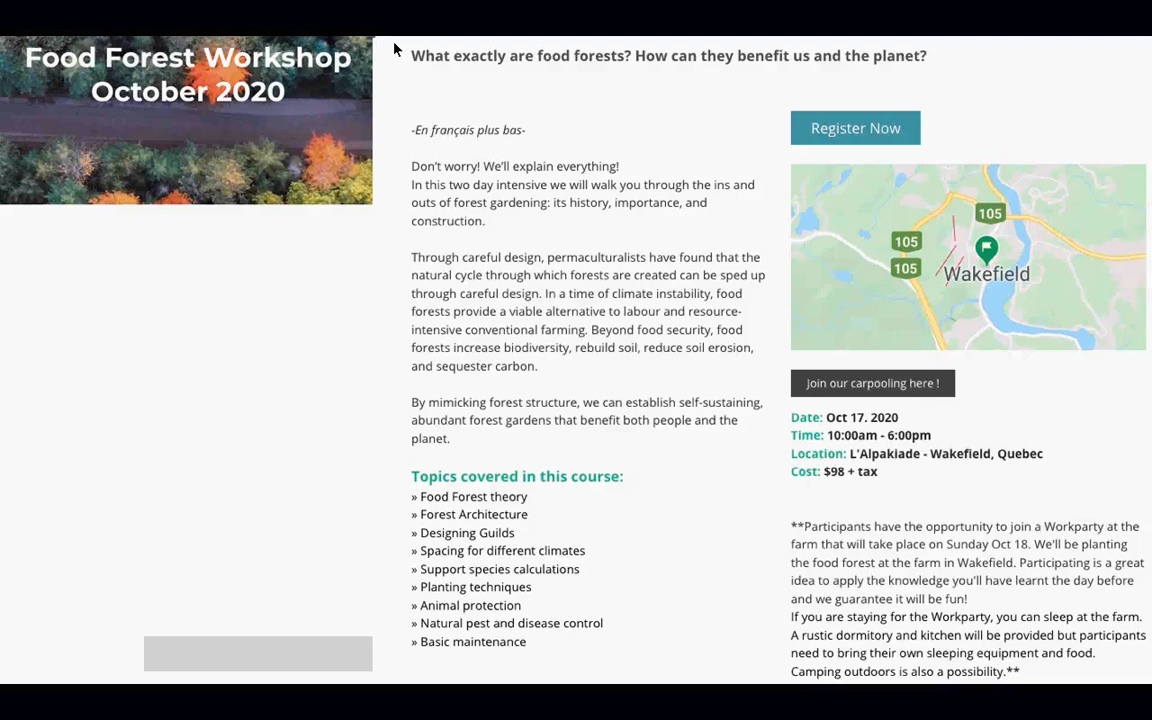 Food Forest Workshop
October 2020
What exactly are food forests? How can they benefit us and the planet?
-En français plus bas-
Don't worry! We'll explain everything!
In this two day intensive we will walk you through the ins and
outs of forest gardening: its history, importance, and
construction.
Through careful design, permaculturalists have found that the
natural cycle through which forests are created can be sped up
through careful design. In a time of climate instability, food
forests provide a viable alternative to labour and resource-
intensive conventional farming. Beyond food security, food
forests increase biodiversity, rebuild soil, reduce soil erosion,
and sequester carbon.
By mimicking forest structure, we can establish self-sustaining,
abundant forest gardens that benefit both people and the
planet.
Topics covered in this course:
» Food Forest theory
» Forest Architecture
» Designing Guilds
» Spacing for different climates
» Support species calculations
» Planting techniques
» Animal protection
» Natural pest and disease control
» Basic maintenance
Register Now
105
105
105
Wakefield
Join our carpooling here !
Date: Oct 17. 2020
Time: 10:00am - 6:00pm
Location: L'Alpakiade - Wakefield, Quebec
Cost: $98 + tax
**Participants have the opportunity to join a Workparty at the
farm that will take place on Sunday Oct 18. We'll be planting
the food forest at the farm in Wakefield. Participating is a great
idea to apply the knowledge you'll have learnt the day before
and we guarantee it will be fun!
If you are staying for the Workparty, you can sleep at the farm.
A rustic dormitory and kitchen will be provided but participants
need to bring their own sleeping equipment and food.
Camping outdoors is also a possibility.**